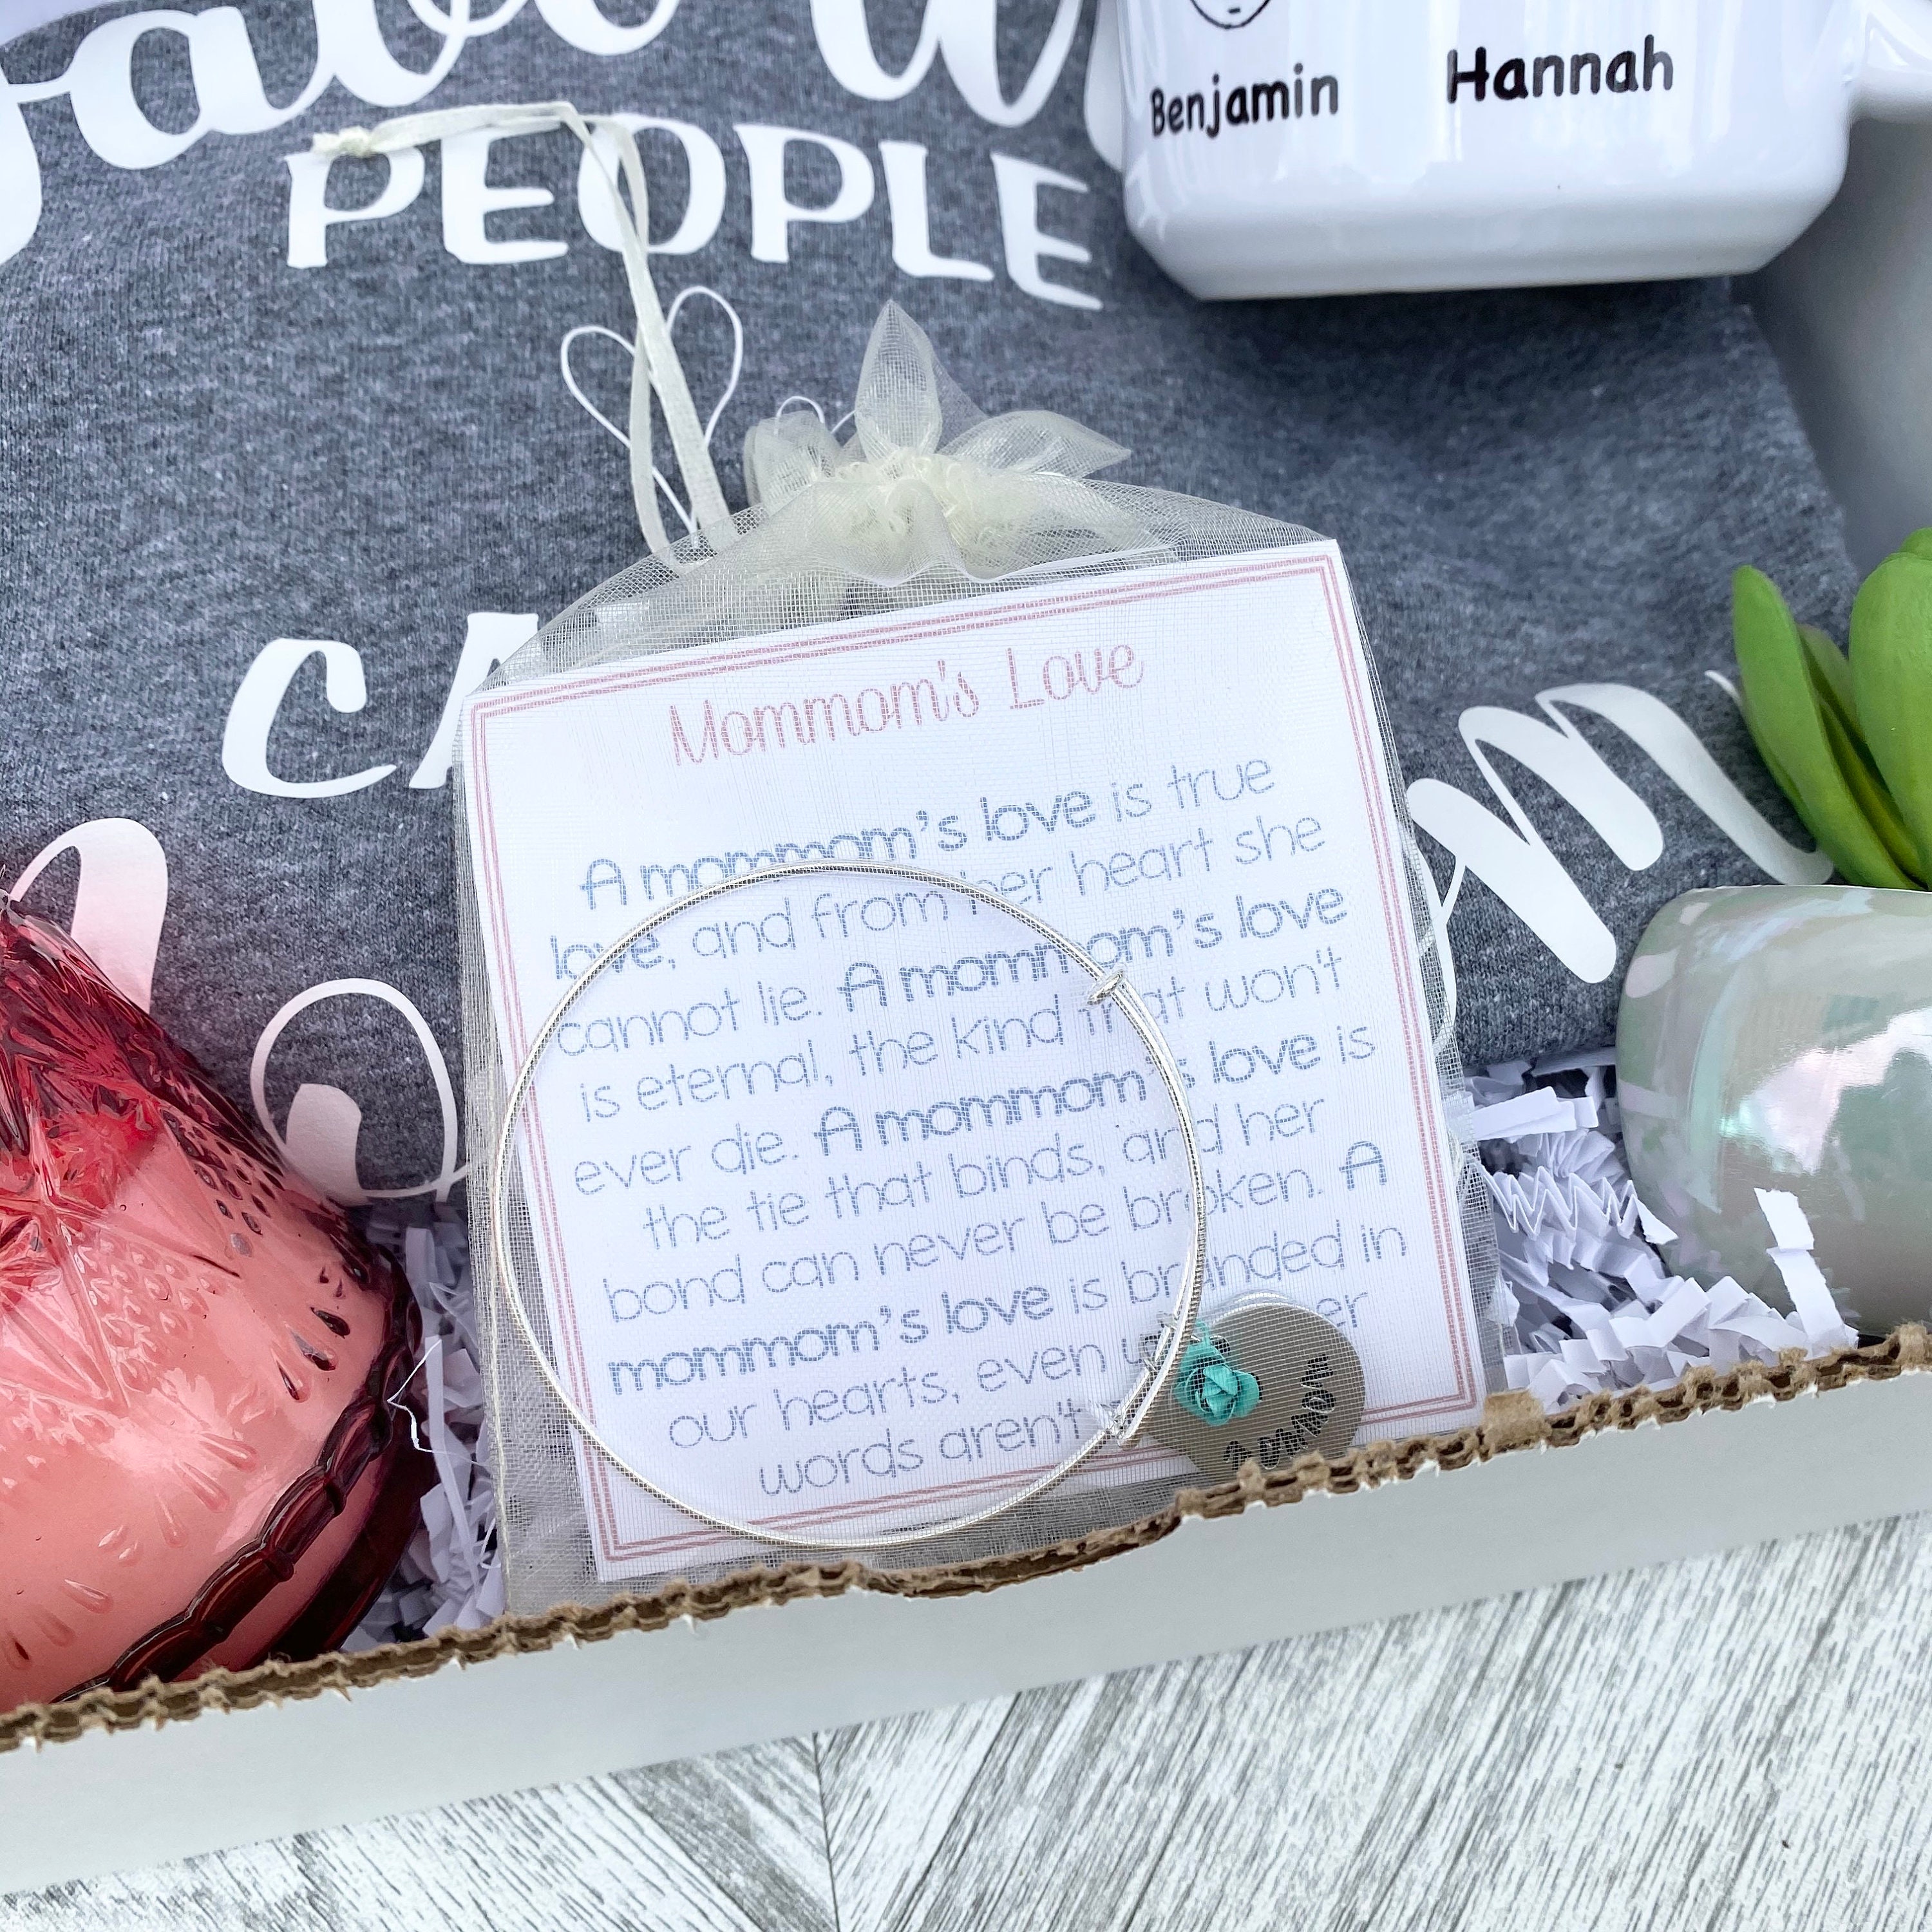 Benjamin Hannah
PEOPLE
Mommom's Love
A mommom's love is true
love, and from her heart she
cannot lie. A mommom's love
is eternal, the kind that won't
ever die. A mommom's love is
the tie that binds, and her
bond can never be broken. A
mommom's love is branded in
our hearts, even
words aren't